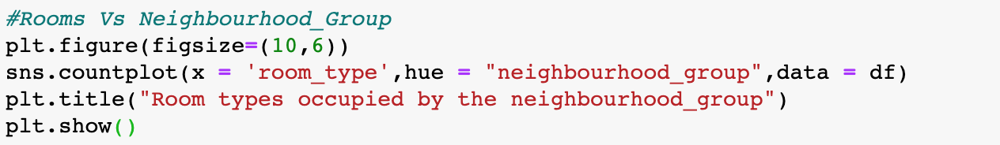 #Rooms Vs Neighbourhood_Group
plt.figure(figsize=(10,6))
sns.countplot(x = 'room_type',hue = "neighbourhood_group",data = df)
plt.title("Room types occupied by the neighbourhood_group")
plt.show()